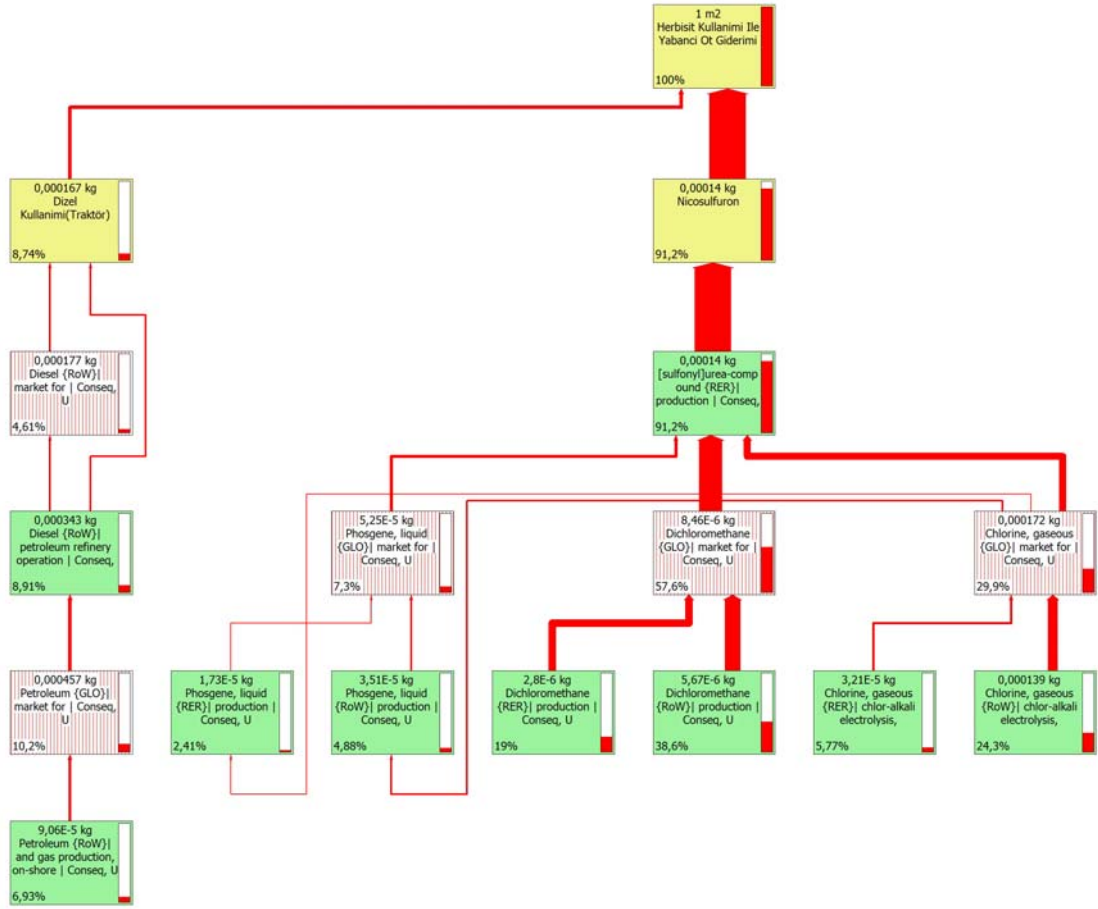 1 m2
Herbisit Kullanimi Ile
Yabanci Ot Giderimi
100%
0,000167 kg
Dizel
Kullanimi(Traktör)
8,74%
0,00014 kg
Nicosulfuron
91,2%
0,000177 kg
Diesel {RoW}|
market for | Conseq,
U
4,61%
0,00014 kg
[sulfonyl]urea-comp
ound {RER}|
production | Conseq,
91,2%
0,000343 kg
Diesel {RoW}|
petroleum refinery
operation | Conseq,
8,91%
5,25E-5 kg
Phosgene, liquid
{GLO}| market for |
Conseq, U
7,3%
8,46E-6 kg
Dichloromethane
{GLO}| market for |
Conseq, U
57,6%
0,000172 kg
Chlorine, gaseous
{GLO}| market for |
Conseq, U
29,9%
0,000457 kg
Petroleum {GLO}|
market for | Conseq,
U
10,2%
1,73E-5 kg
Phosgene, liquid
{RER}| production |
Conseq, U
2,41%
3,51E-5 kg
Phosgene, liquid
{RoW}| production |
Conseq, U
4,88%
2,8E-6 kg
Dichloromethane
{RER}| production |
Conseq, U
19%
5,67E-6 kg
Dichloromethane
{RoW}| production |
Conseq, U
38,6%
3,21E-5 kg
Chlorine, gaseous
{RER}| chlor-alkali
electrolysis,
5,77%
0,000139 kg
Chlorine, gaseous
{RoW}| chlor-alkali
electrolysis,
24,3%
9,06E-5 kg
Petroleum {RoW}|
and gas production,
on-shore | Conseq, U
6,93%